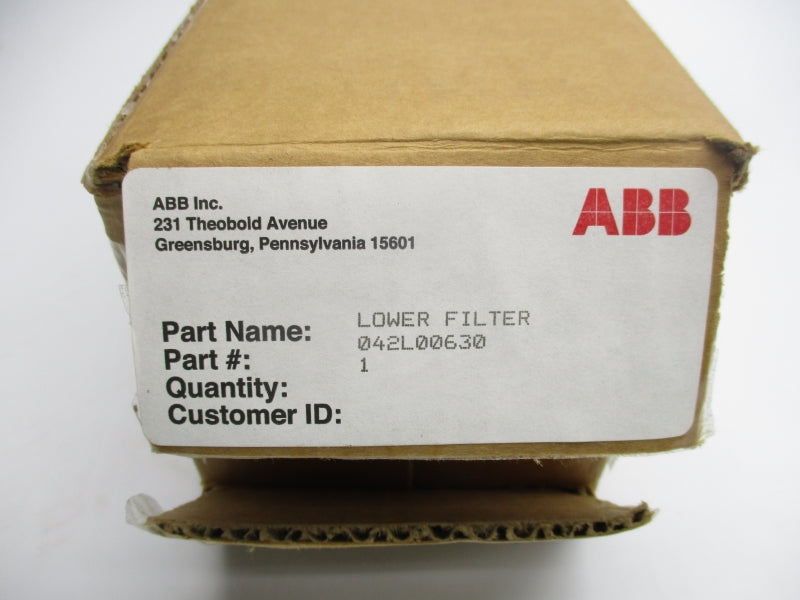 ABB Inc.
231 Theobold Avenue
Greensburg, Pennsylvania 15601
ABB
Part Name: LOWER FILTER
Part #: 042L00630
Quantity: 1
Customer ID: